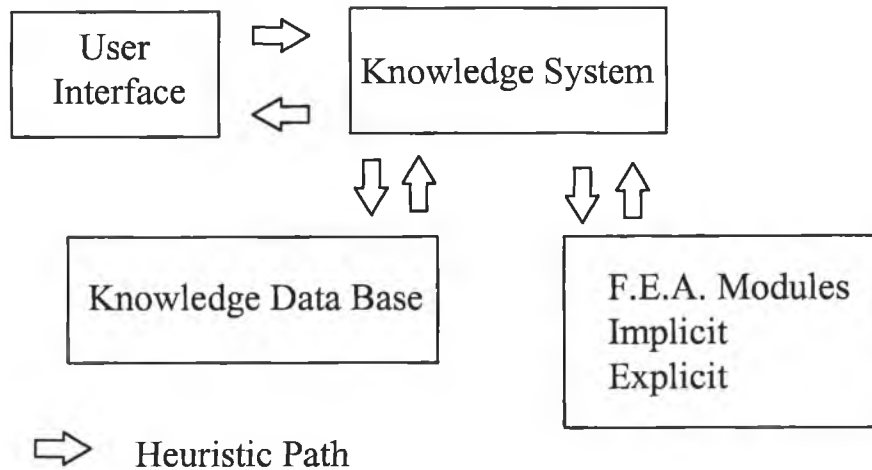 User
Interface
Knowledge System
Knowledge Data Base
F.E.A. Modules
Implicit
Explicit
Heuristic Path